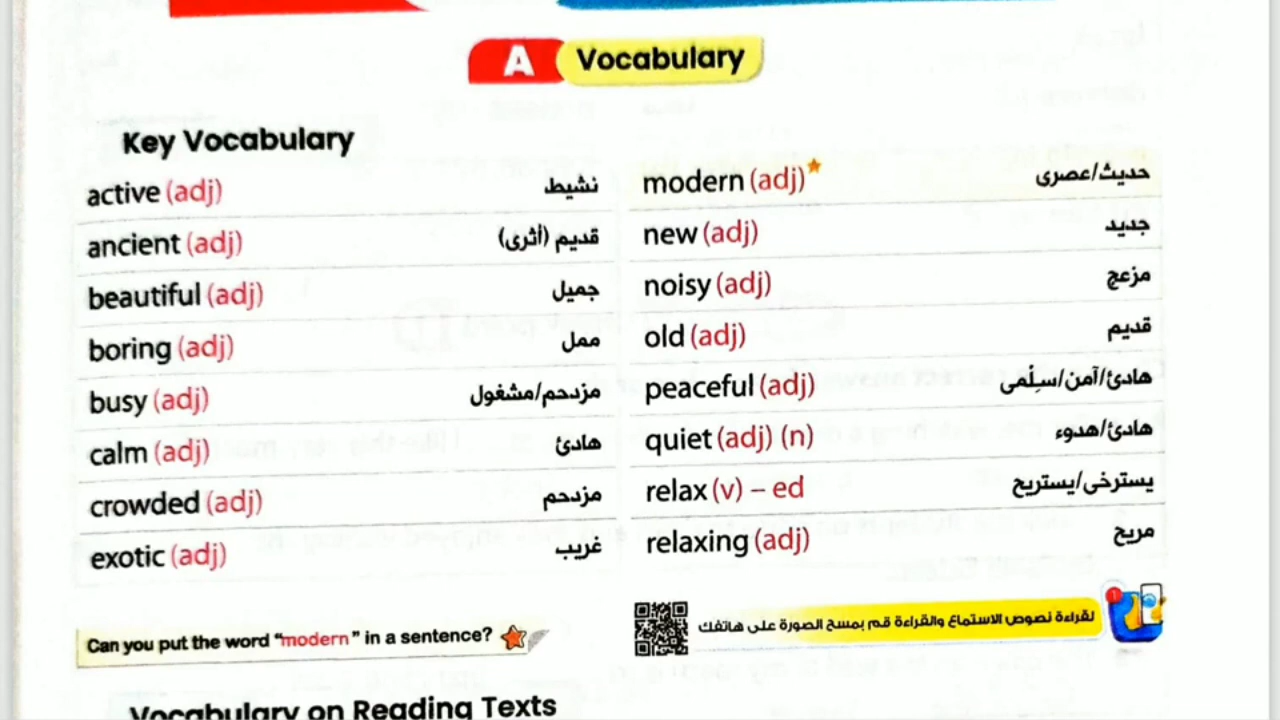 A Vocabulary
Key Vocabulary
active (adj) نشيط
ancient (adj) قديم (أثرى)
beautiful (adj) جميل
boring (adj) ممل
busy (adj) مزدحم/مشغول
calm (adj) هادئ
crowded (adj) مزدحم
exotic (adj) غريب
modern (adj) حديث/عصرى
new (adj) جديد
noisy (adj) مزعج
old (adj) قديم
peaceful (adj) هادئ/آمن/سِلْمى
quiet (adj) (n) هادئ/هدوء
relax (v) – ed يسترخى/يستريح
relaxing (adj) مريح
Can you put the word "modern" in a sentence?
لقراءة نصوص الاستماع والقراءة قم بمسح الصورة على هاتفك
Vocabulary on Reading Texts